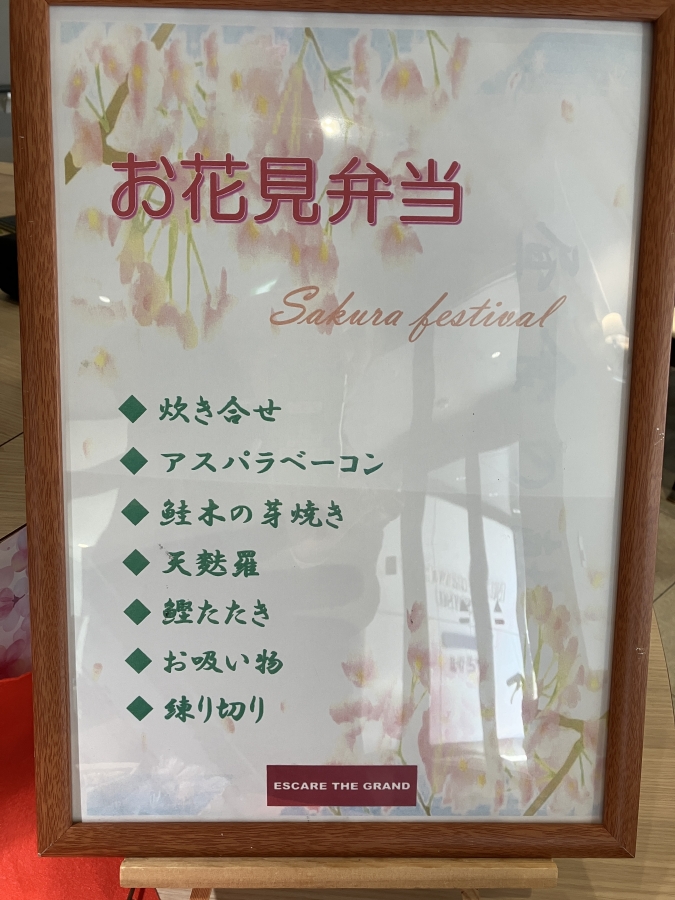 お花見弁当
Sakura festival
◆ 炊き合せ
◆ アスパラベーコン
◆ 鮭木の芽焼き
◆ 天麩羅
◆ 鰹たたき
◆ お吸い物
◆ 練り切り
ESCARE THE GRAND